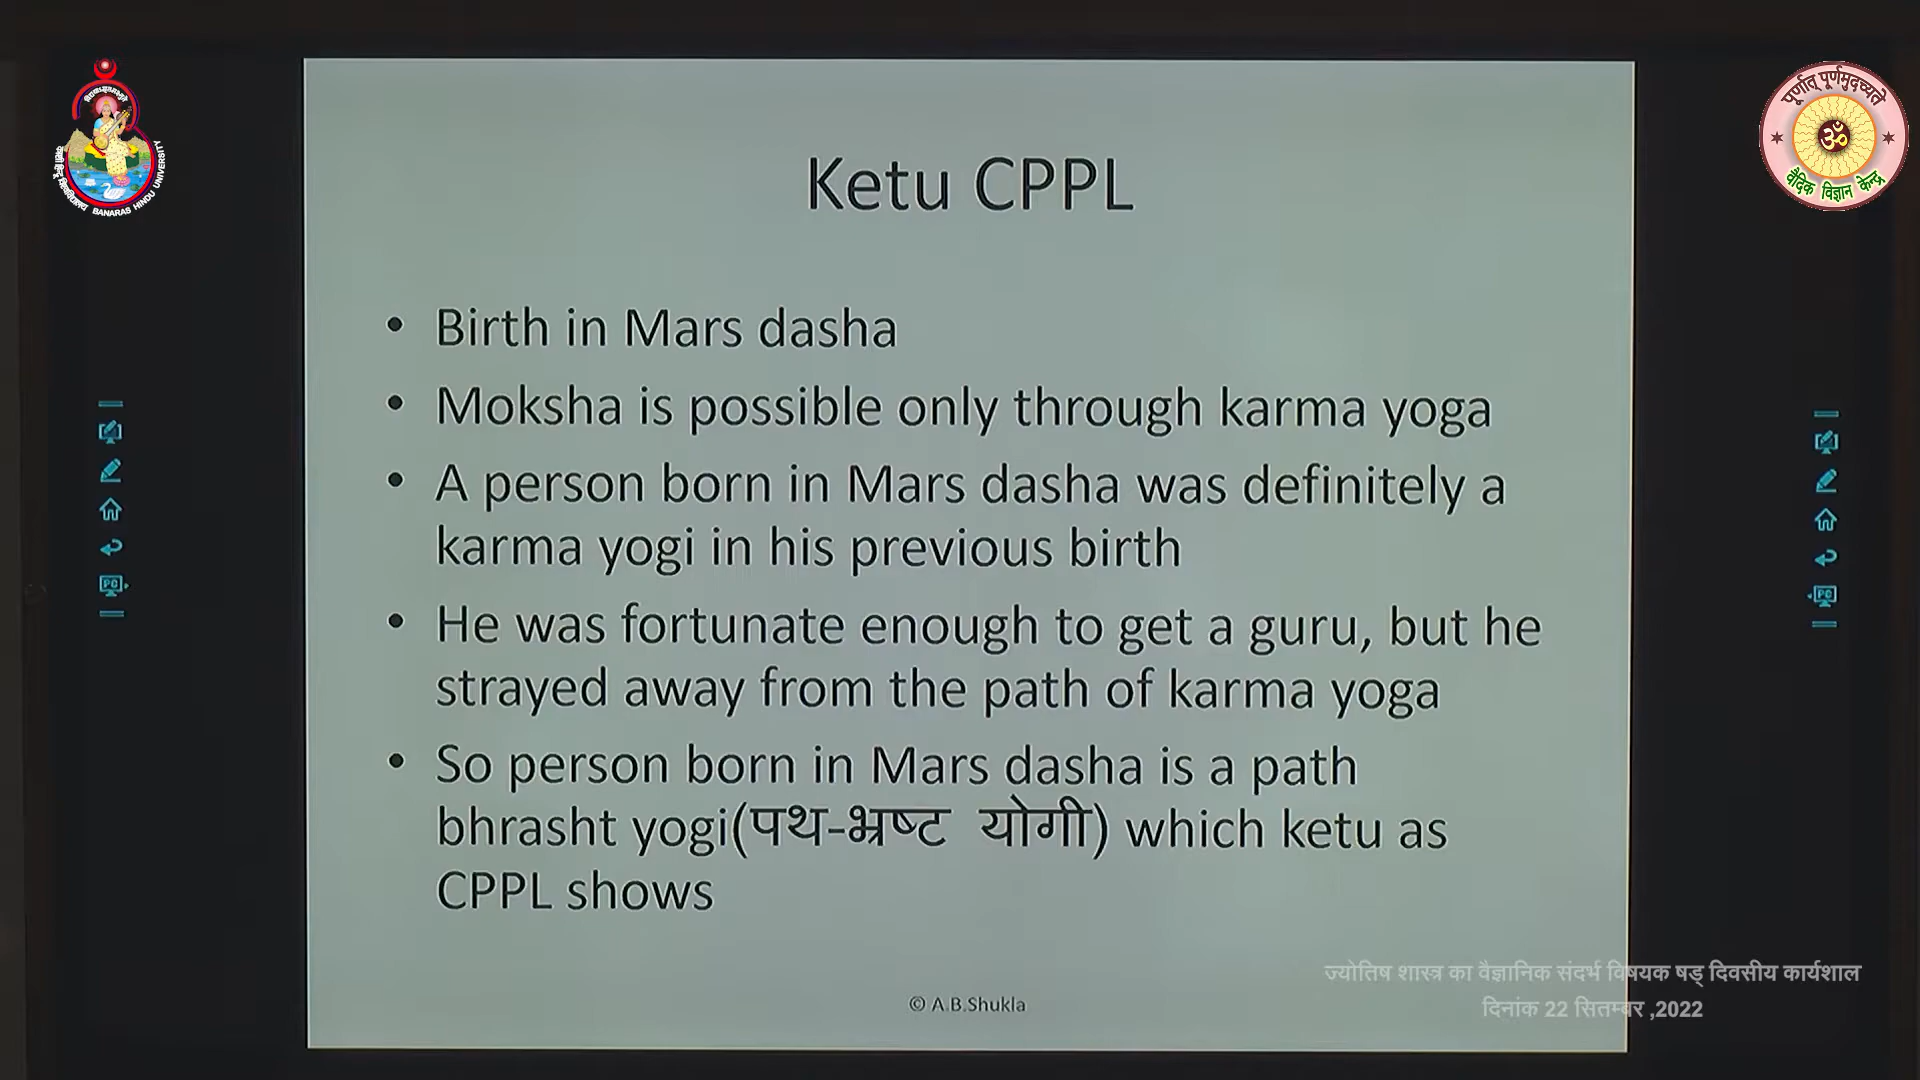 Ketu CPPL
• Birth in Mars dasha
• Moksha is possible only through karma yoga
• A person born in Mars dasha was definitely a
karma yogi in his previous birth
• He was fortunate enough to get a guru, but he
strayed away from the path of karma yoga
• So person born in Mars dasha is a path
bhrasht yogi(पथ-भ्रष्ट योगी) which ketu as
CPPL shows
© A.B.Shukla
ज्योतिष शास्त्र का वैज्ञानिक संदर्भ विषयक षड् दिवसीय कार्यशाल
दिनांक 22 सितम्बर ,2022
BANARAS HINDU UNIVERSITY
पूर्णात् पूर्णमुदच्यते
ॐ
वैदिक विज्ञान केन्द्र
PC
PC